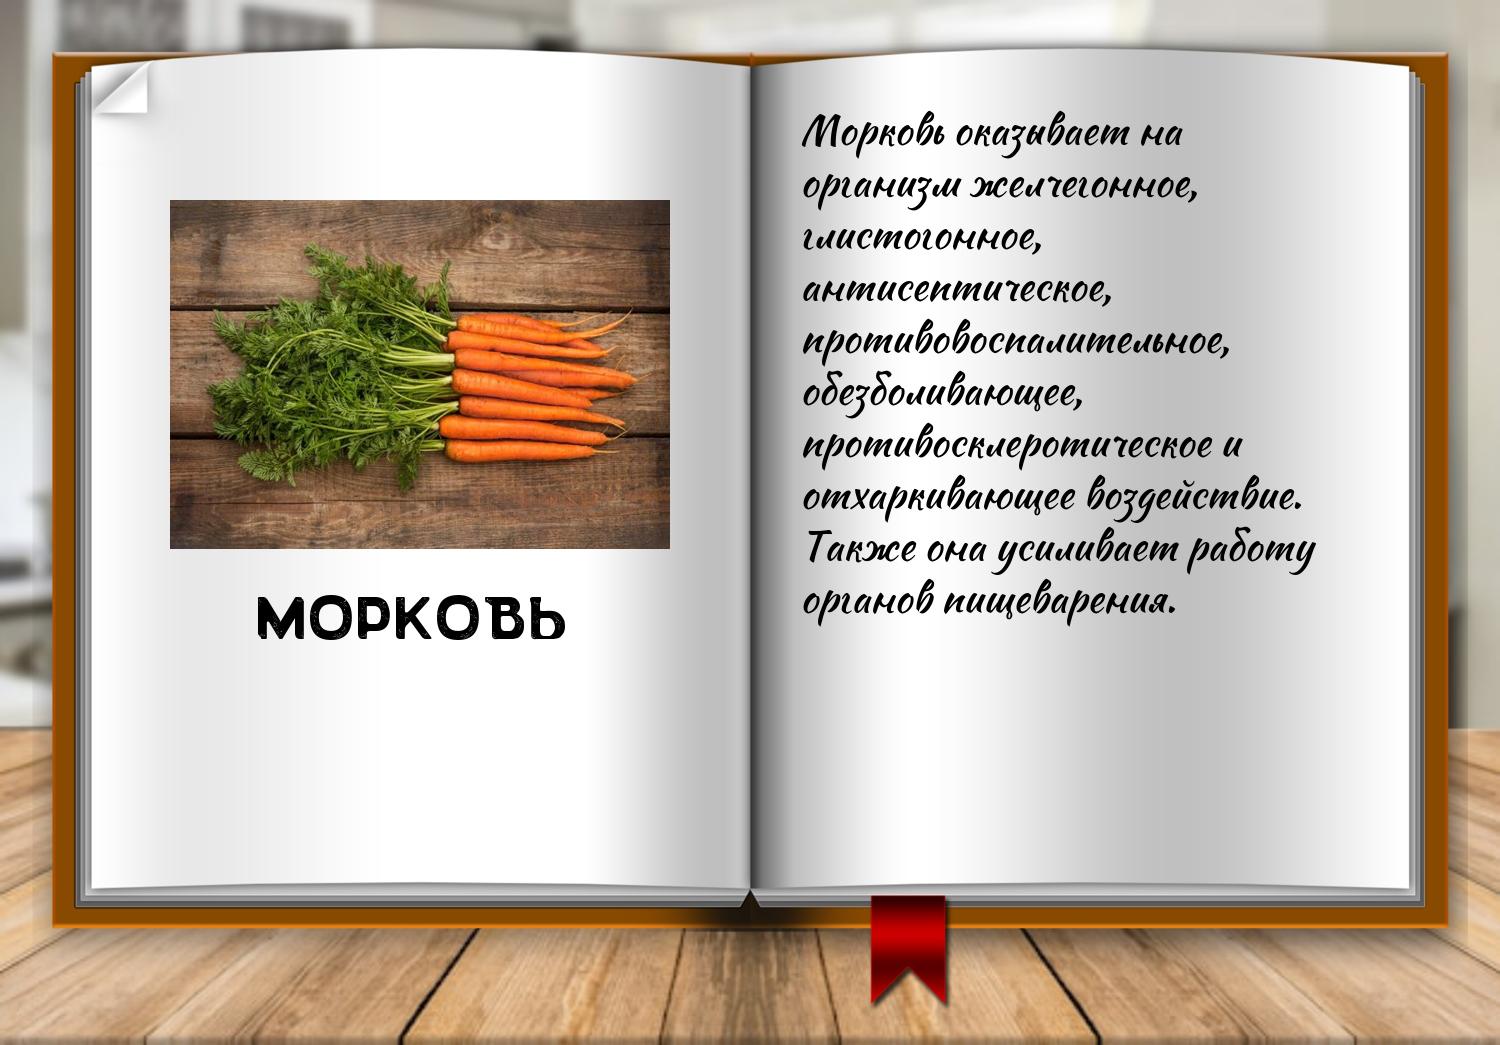 МОРКОВЬ
Морковь оказывает на
организм желчегонное,
глистогонное,
антисептическое,
противовоспалительное,
обезболивающее,
противосклеротическое и
отхаркивающее воздействие.
Также она усиливает работу
органов пищеварения.